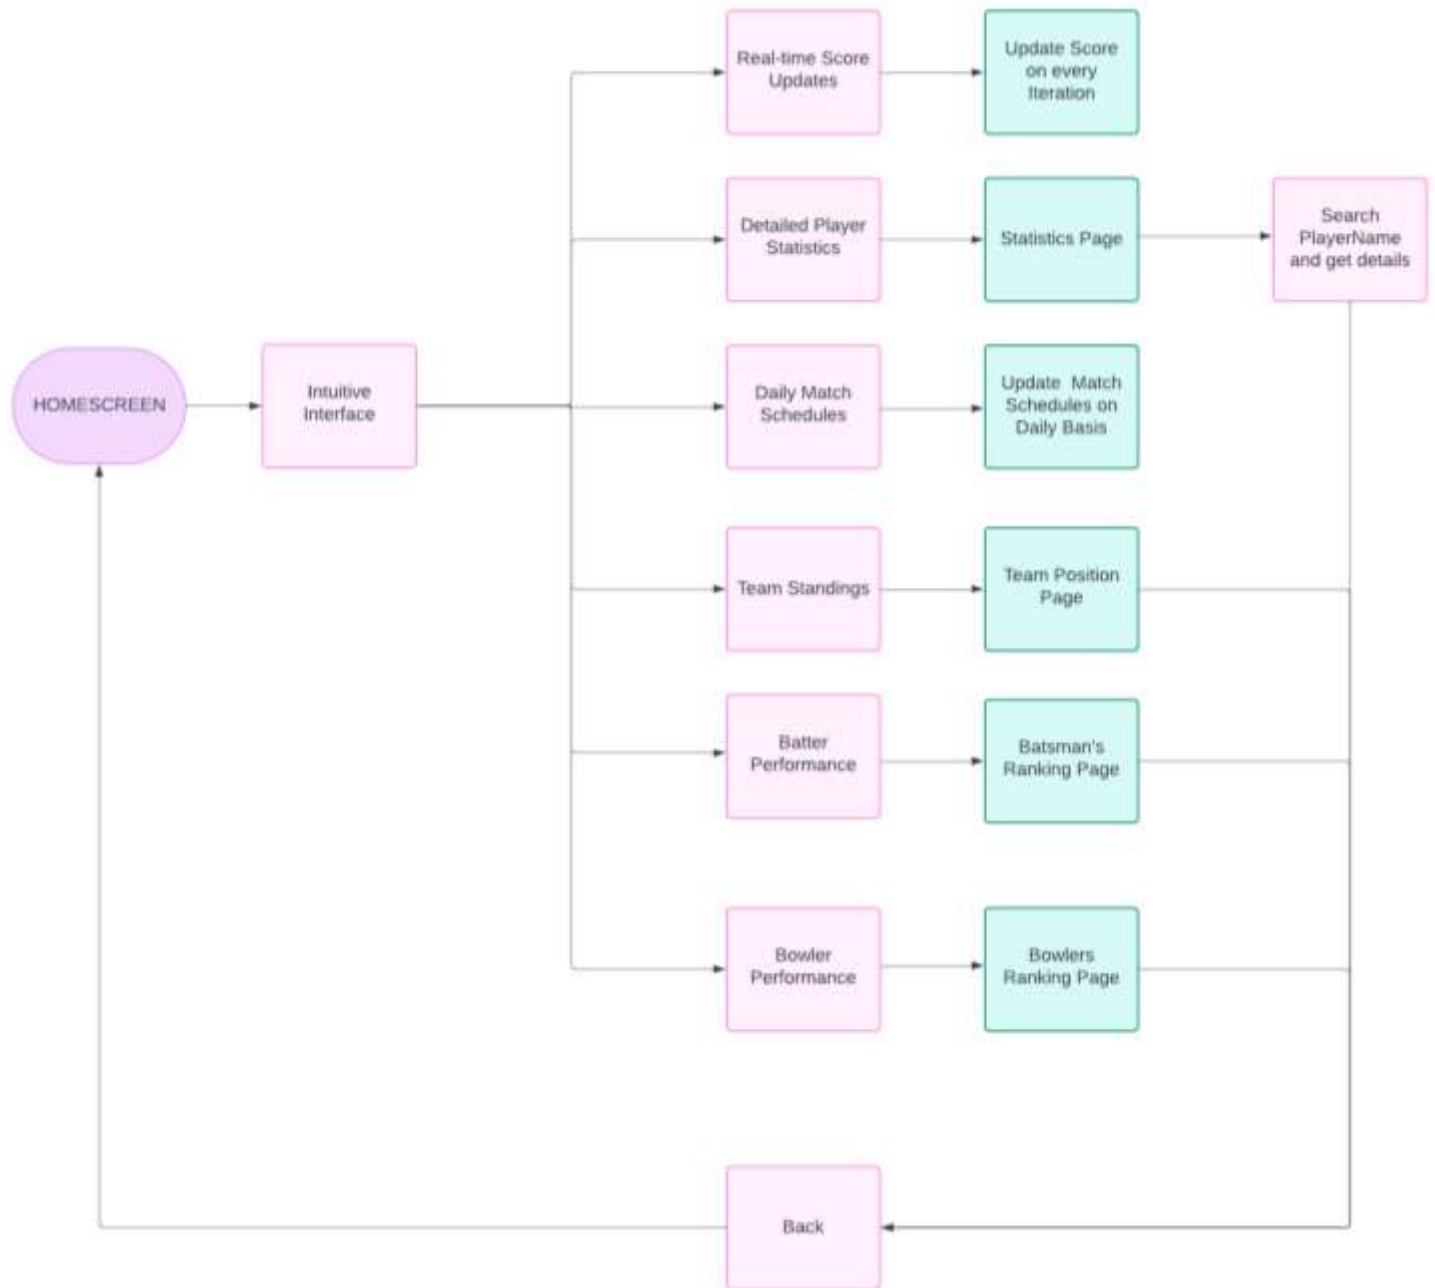 Real-time Score
Updates
Update Score
on every
Iteration
Detailed Player
Statistics
Statistics Page
Search
PlayerName
and get details
HOMESCREEN
Intuitive
Interface
Daily Match
Schedules
Update Match
Schedules on
Daily Basis
Team Standings
Team Position
Page
Batter
Performance
Batsman's
Ranking Page
Bowler
Performance
Bowlers
Ranking Page
Back